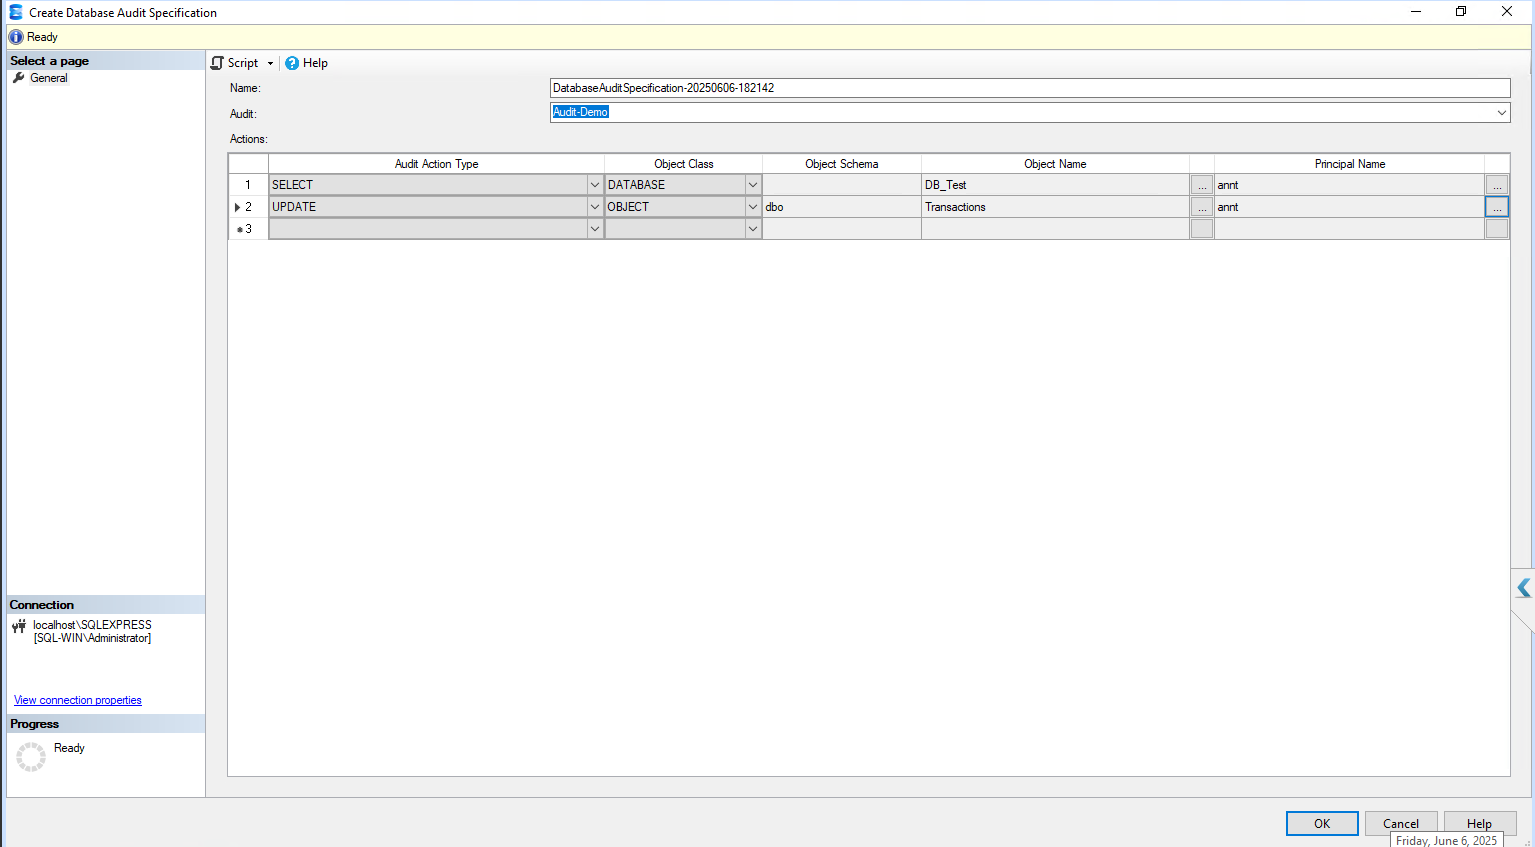 Create Database Audit Specification
Ready
Select a page
General
Script
Help
Name:
DatabaseAuditSpecification-20250606-182142
Audit:
Audit-Demo
Actions:
Audit Action Type Object Class Object Schema Object Name Principal Name
1 SELECT DATABASE DB_Test ... annt ...
2 UPDATE OBJECT dbo Transactions ... annt ...
3
Connection
localhost\SQLEXPRESS
[SQL-WIN\Administrator]
View connection properties
Progress
Ready
OK Cancel Help
Friday, June 6, 2025